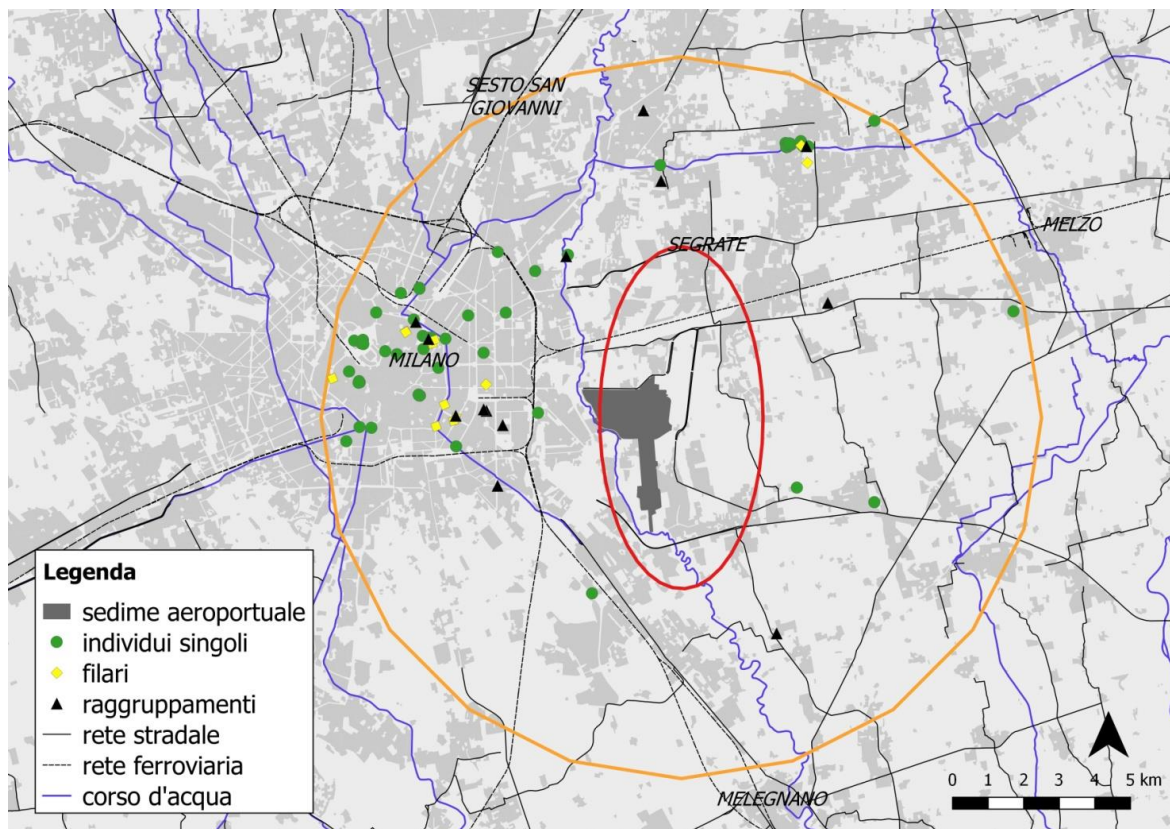 SESTO SAN
GIOVANNI
MELZO
SEGRATE
MILANO
Legenda
sedime aeroportuale
individui singoli
filari
raggruppamenti
rete stradale
rete ferroviaria
corso d'acqua
MELEGNANO
0 1 2 3 4 5 km